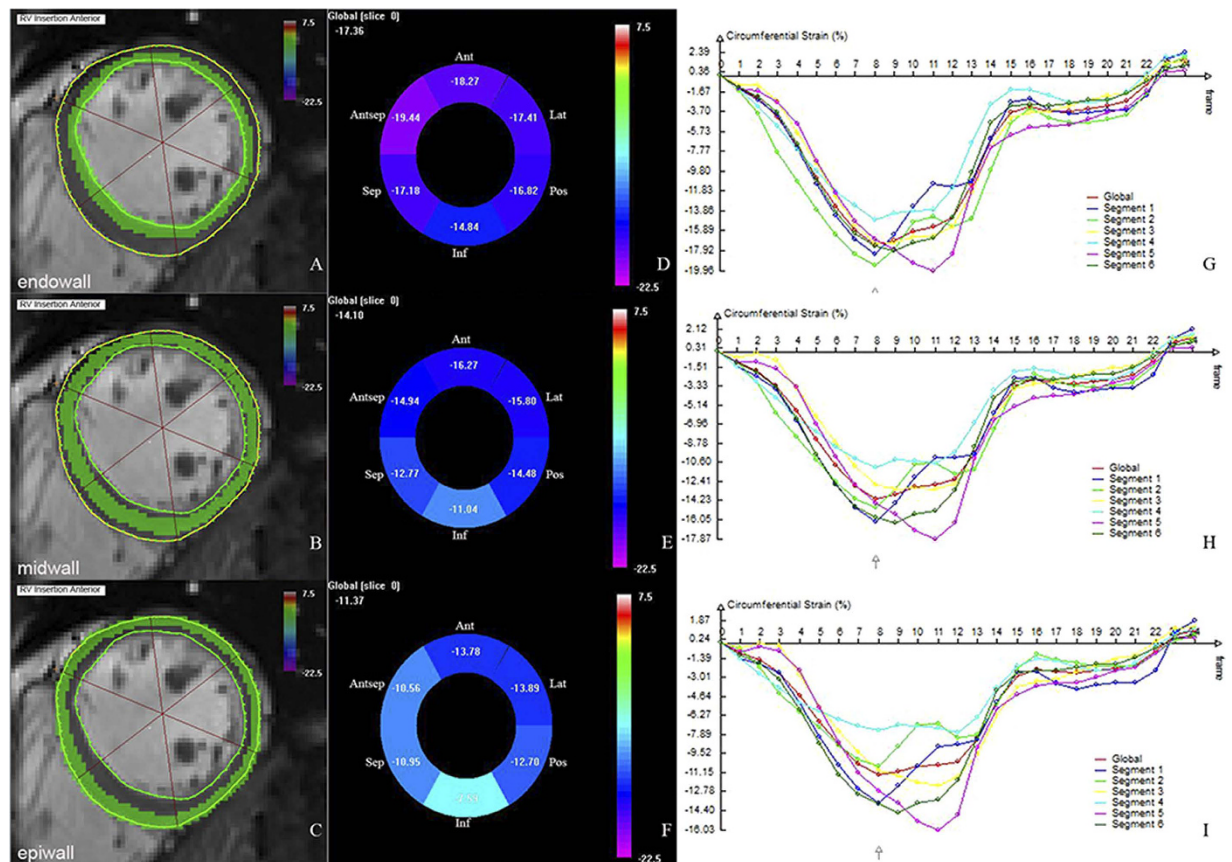 RV Insertion Anterior
7.5
-22.5
endowall
A
Global (slice 0)
-17.36
Ant
-18.27
Antsep
-19.44
-17.41
Lat
Sep
-17.18
-16.82
Pos
-14.84
Inf
7.5
-22.5
D
Circumferential Strain (%)
2.39
0.36
-1.67
-3.70
-5.73
-7.77
-9.80
-11.83
-13.86
-15.89
-17.92
-19.96
0 1 2 3 4 5 6 7 8 9 10 11 12 13 14 15 16 17 18 19 20 21 22 23 24
frame
Global
Segment 1
Segment 2
Segment 3
Segment 4
Segment 5
Segment 6
G
RV Insertion Anterior
7.5
-22.5
midwall
B
Global (slice 0)
-14.10
Ant
-16.27
Antsep
-14.94
-15.80
Lat
Sep
-12.77
-14.48
Pos
-11.04
Inf
7.5
-22.5
E
Circumferential Strain (%)
2.12
0.31
-1.51
-3.33
-5.14
-6.96
-8.78
-10.60
-12.41
-14.23
-16.05
-17.87
0 1 2 3 4 5 6 7 8 9 10 11 12 13 14 15 16 17 18 19 20 21 22 23 24
frame
Global
Segment 1
Segment 2
Segment 3
Segment 4
Segment 5
Segment 6
H
RV Insertion Anterior
7.5
-22.5
epiwall
C
Global (slice 0)
-11.37
Ant
-13.78
Antsep
-10.56
-13.89
Lat
Sep
-10.95
-12.70
Pos
Inf
7.5
-22.5
F
Circumferential Strain (%)
1.87
0.24
-1.39
-3.01
-4.64
-6.27
-7.89
-9.52
-11.15
-12.78
-14.40
-16.03
0 1 2 3 4 5 6 7 8 9 10 11 12 13 14 15 16 17 18 19 20 21 22 23 24
frame
Global
Segment 1
Segment 2
Segment 3
Segment 4
Segment 5
Segment 6
I